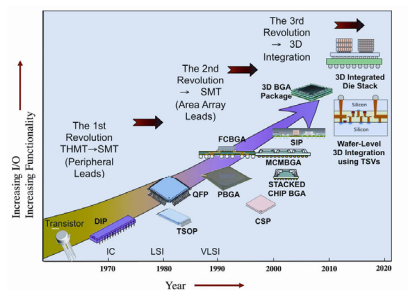 The 3rd
Revolution
→ 3D
Integration
The 2nd
Revolution
→ SMT
(Area Array
Leads)
The 1st
Revolution
THMT→SMT
(Peripheral
Leads)
3D Integrated
Die Stack
3D BGA
Package
Silicon
Silicon
Wafer-Level
3D Integration
using TSVs
FCBGA
SIP
MCMBGA
QFP
PBGA
STACKED
CHIP BGA
Transistor
DIP
TSOP
CSP
IC
LSI
VLSI
1970
1980
1990
2000
2010
2021
Year
Increasing I/O
Increasing Functionality